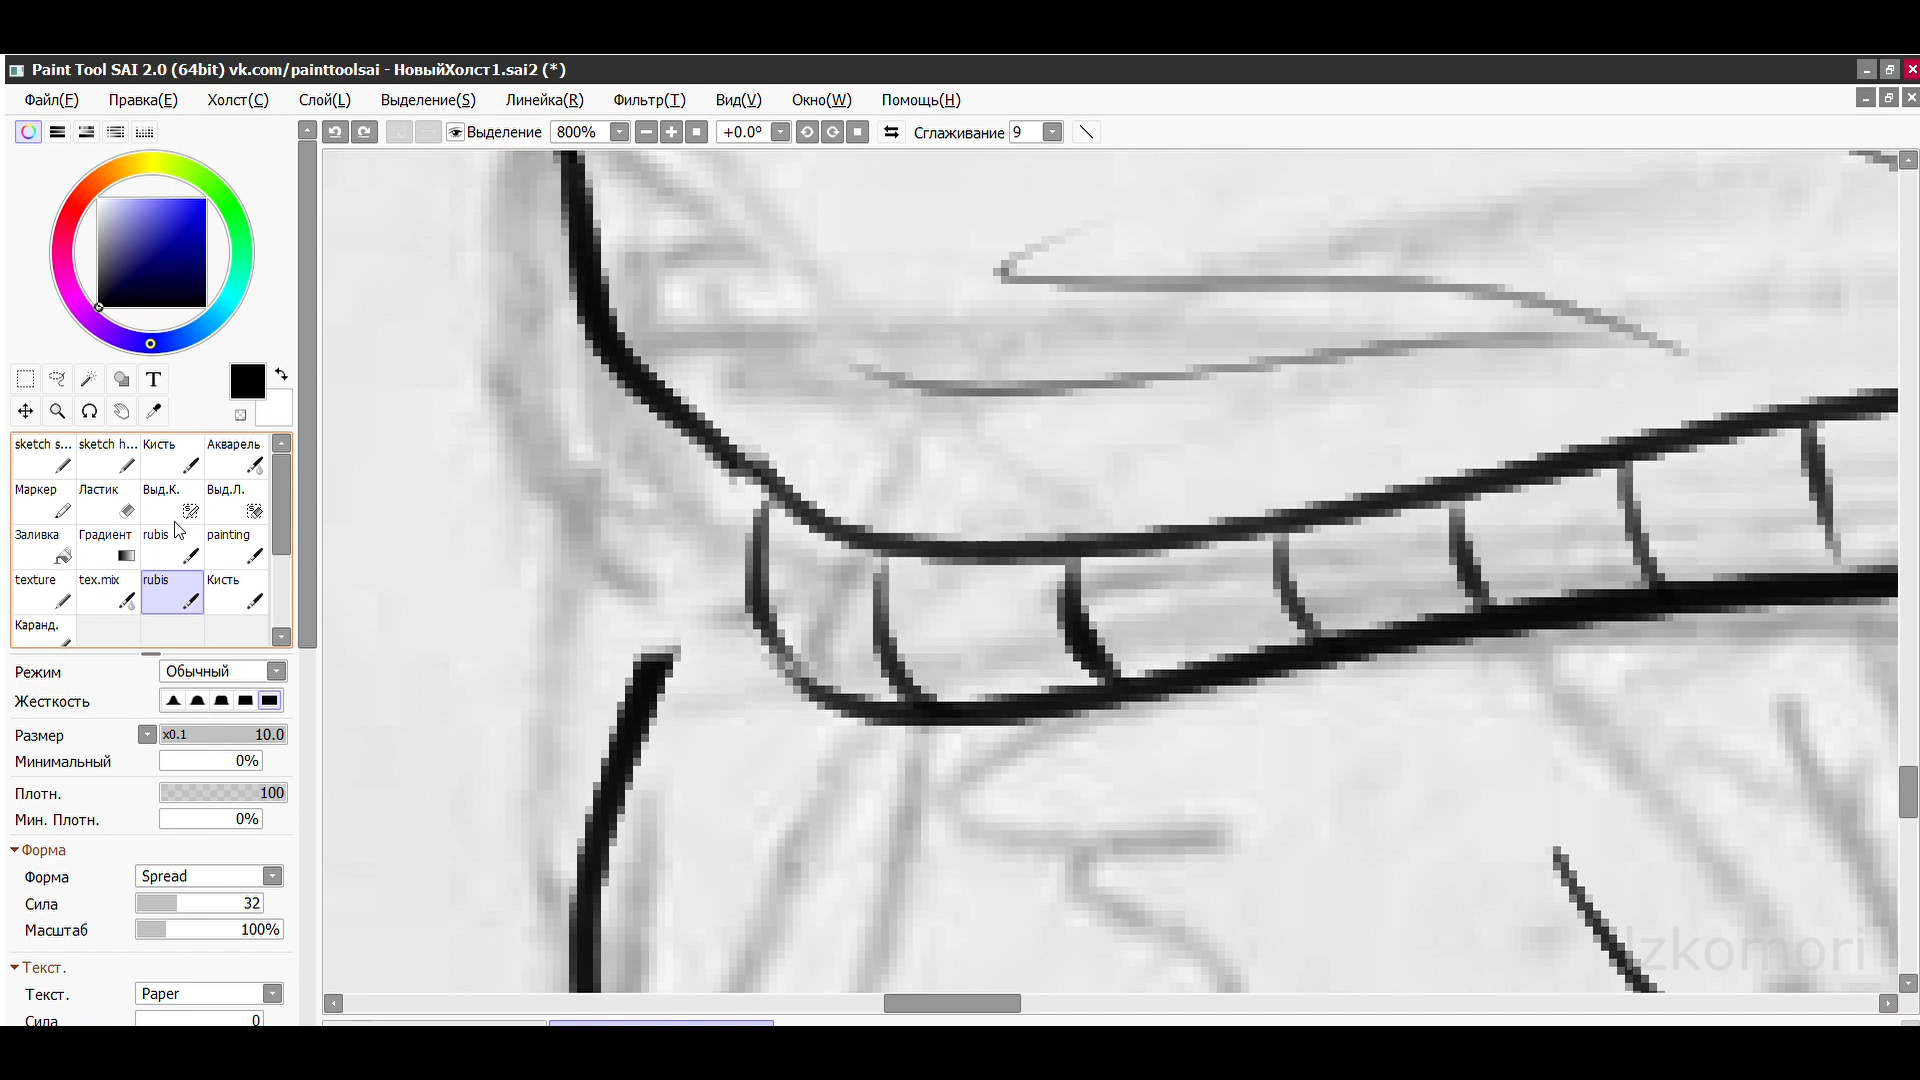 Paint Tool SAI 2.0 (64bit) vk.com/painttoolsai - НовыйХолст1.sai2 (*)
Файл(F) Правка(E) Холст(C) Слой(L) Выделение(S) Линейка(R) Фильтр(T) Вид(V) Окно(W) Помощь(H)
Выделение 800% +0.0º Сглаживание 9
T
sketch s... sketch h... Кисть Акварель
Маркер Ластик Выд.К. Выд.Л.
Заливка Градиент rubis painting
texture tex.mix rubis Кисть
Каранд.
Режим Обычный
Жесткость
Размер x0.1 10.0
Минимальный 0%
Плотн. 100
Мин. Плотн. 0%
Форма
Форма Spread
Сила 32
Масштаб 100%
Текст.
Текст. Paper
Сила 0
lzkomori